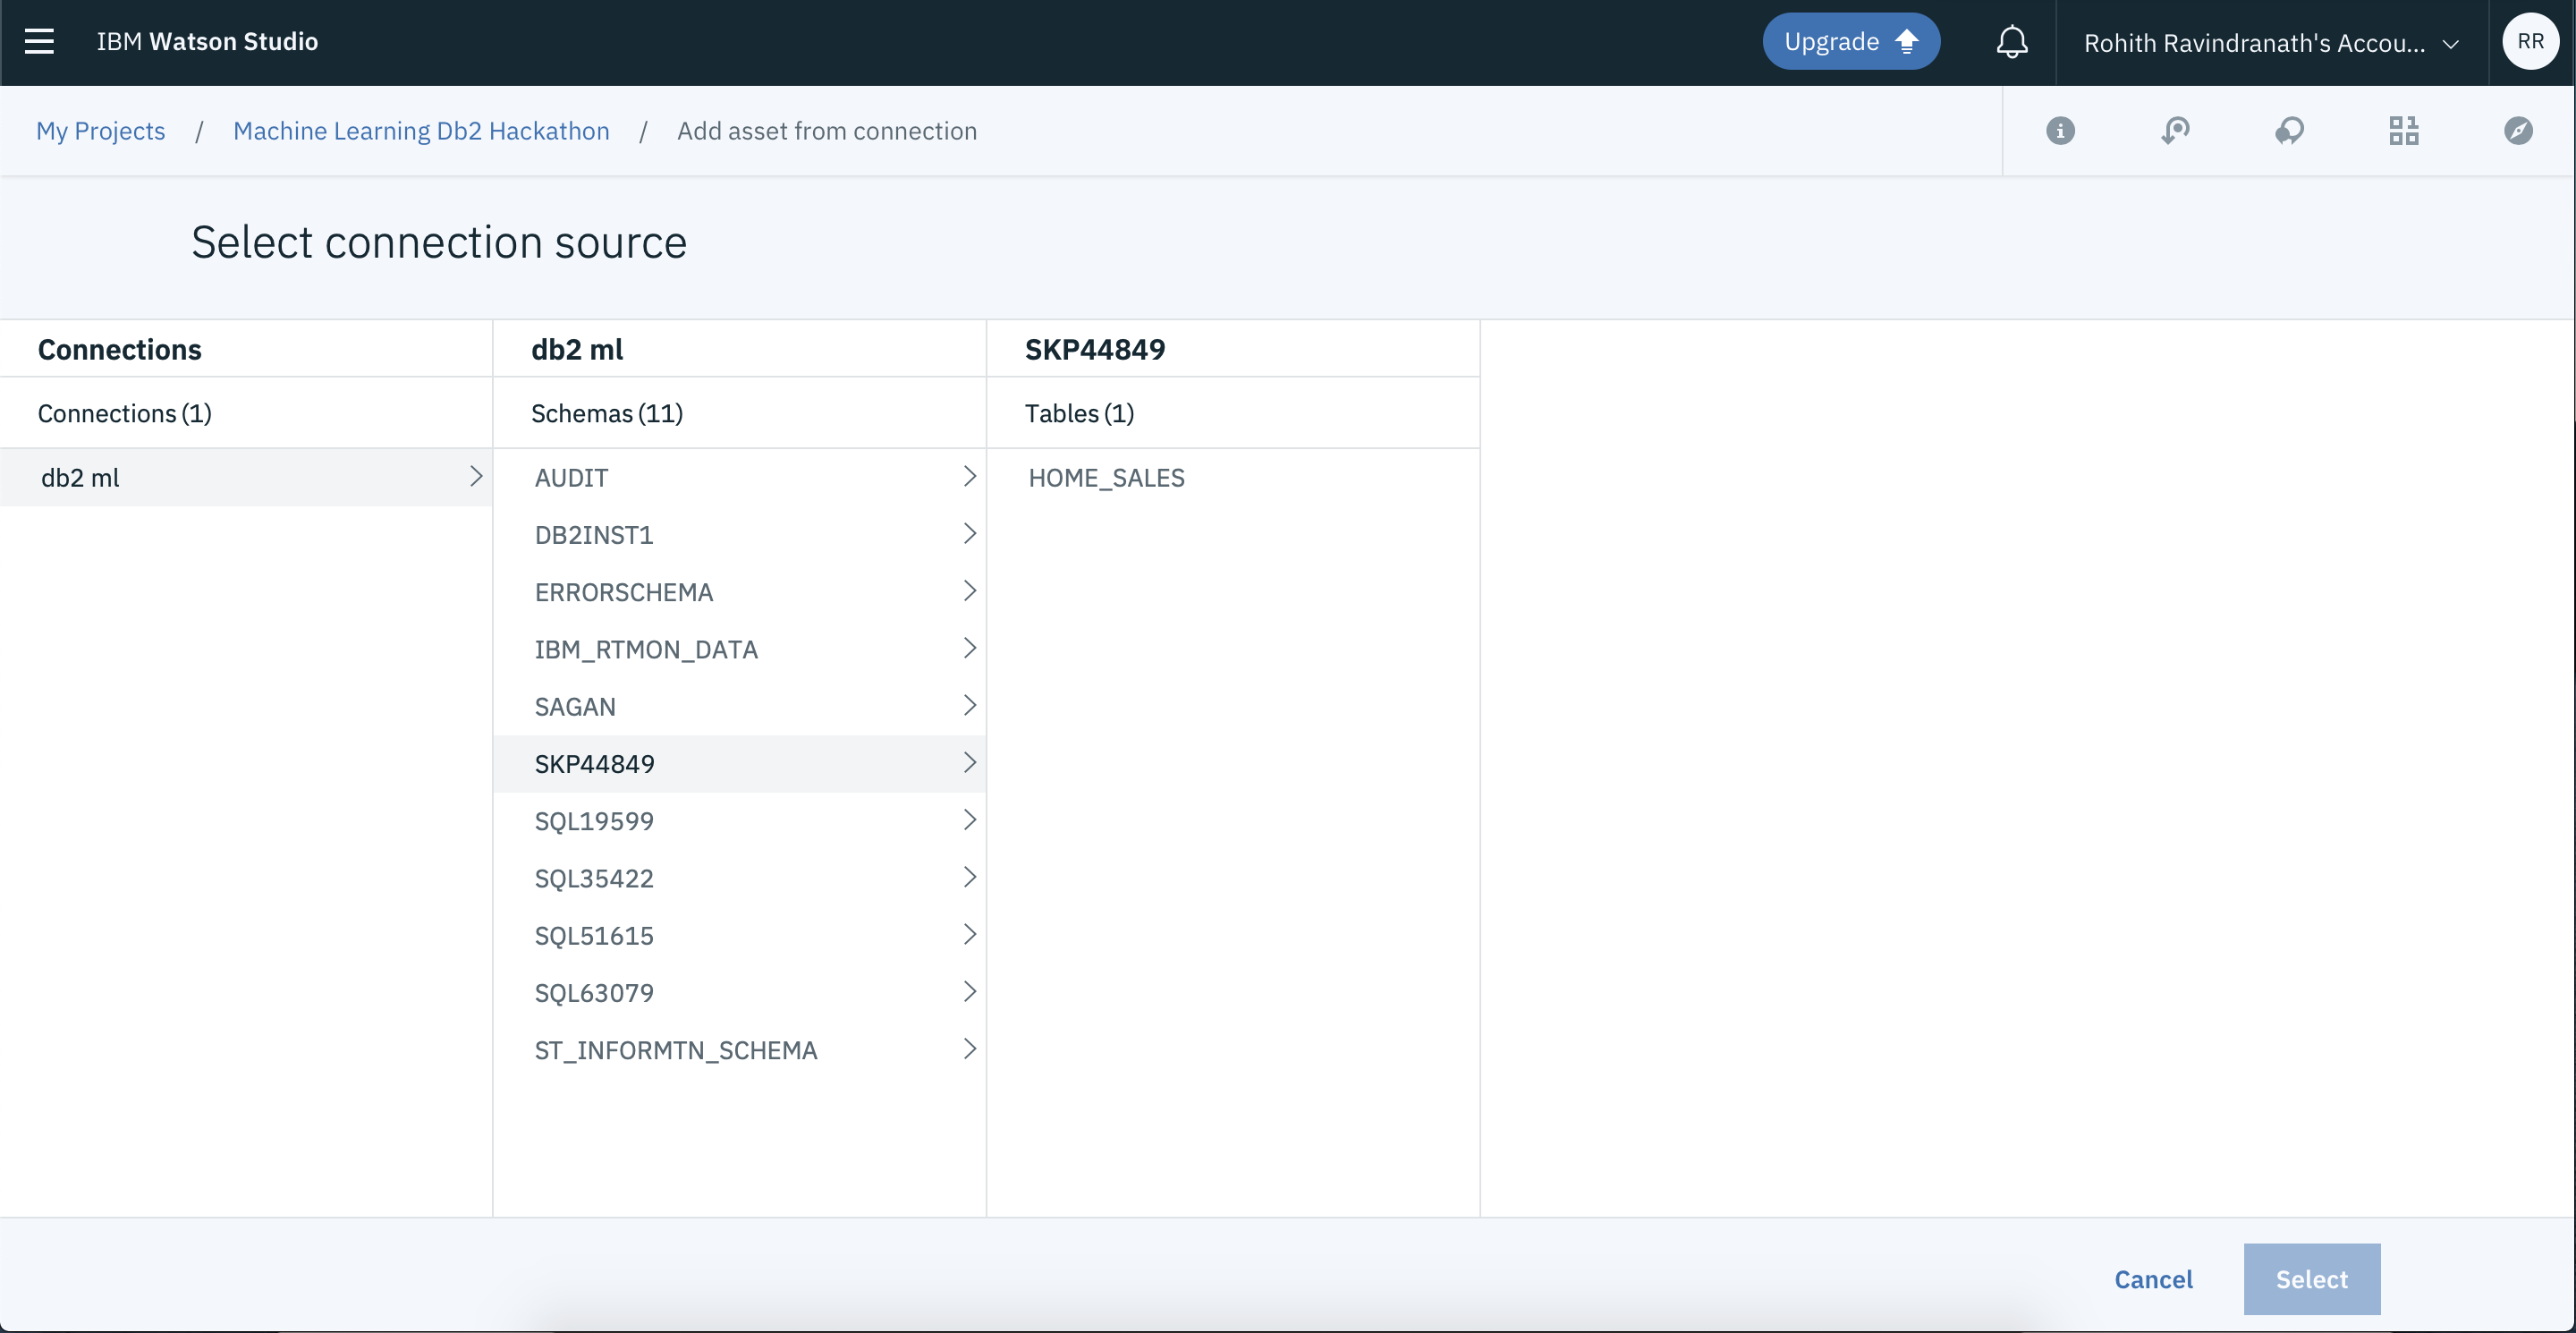 IBM Watson Studio
Upgrade
Rohith Ravindranath's Accou...
RR
My Projects / Machine Learning Db2 Hackathon / Add asset from connection
Select connection source
Connections
Connections (1)
db2 ml
db2 ml
Schemas (11)
AUDIT
DB2INST1
ERRORSCHEMA
IBM_RTMON_DATA
SAGAN
SKP44849
SQL19599
SQL35422
SQL51615
SQL63079
ST_INFORMTN_SCHEMA
SKP44849
Tables (1)
HOME_SALES
Cancel
Select